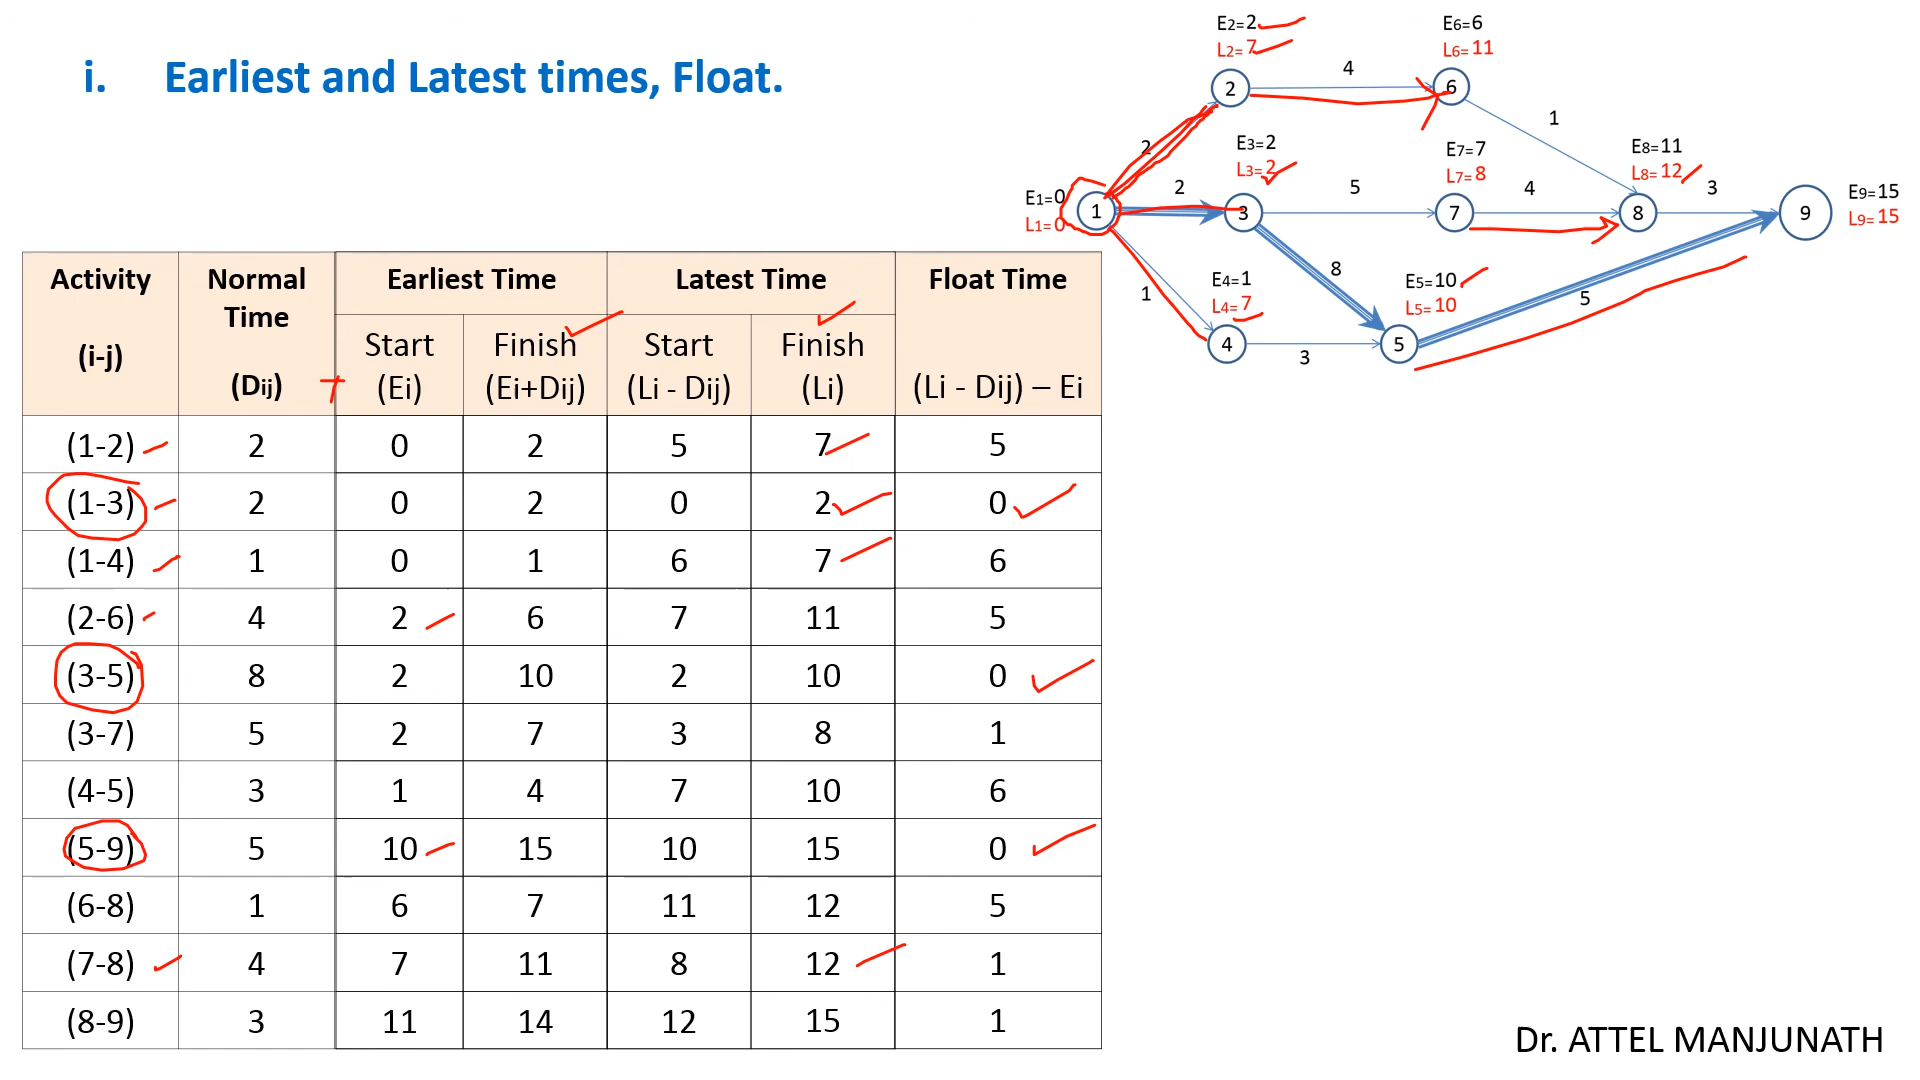 i. Earliest and Latest times, Float.
E2=2
L2=7
E6=6
L6=11
2
4
6
1
2
E3=2
L3=2
E7=7
L7=8
E8=11
L8=12
E1=0
L1=0
1
2
3
5
7
4
8
3
9
E9=15
L9=15
1
E4=1
L4=7
8
E5=10
L5=10
5
4
3
5
Activity (i-j) Normal Time (Dij) Earliest Time Latest Time Float Time
+ Start (Ei) Finish (Ei+Dij) Start (Li - Dij) Finish (Li) (Li - Dij) – Ei
(1-2) 2 0 2 5 7 5
(1-3) 2 0 2 0 2 0
(1-4) 1 0 1 6 7 6
(2-6) 4 2 6 7 11 5
(3-5) 8 2 10 2 10 0
(3-7) 5 2 7 3 8 1
(4-5) 3 1 4 7 10 6
(5-9) 5 10 15 10 15 0
(6-8) 1 6 7 11 12 5
(7-8) 4 7 11 8 12 1
(8-9) 3 11 14 12 15 1
Dr. ATTEL MANJUNATH